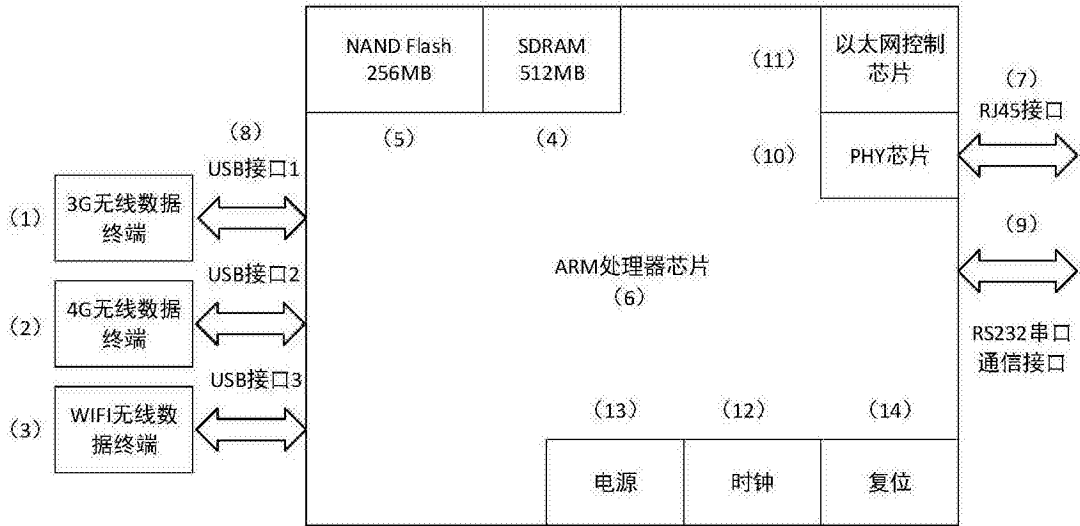 NAND Flash
256MB
SDRAM
512MB
(11)
以太网控制
芯片
(7)
RJ45接口
(8)
(5)
(4)
(10)
PHY芯片
USB接口1
(1)
3G无线数据
终端
(9)
ARM处理器芯片
(6)
USB接口2
(2)
4G无线数据
终端
RS232串口
通信接口
USB接口3
(3)
WIFI无线数
据终端
(13)
(12)
(14)
电源
时钟
复位